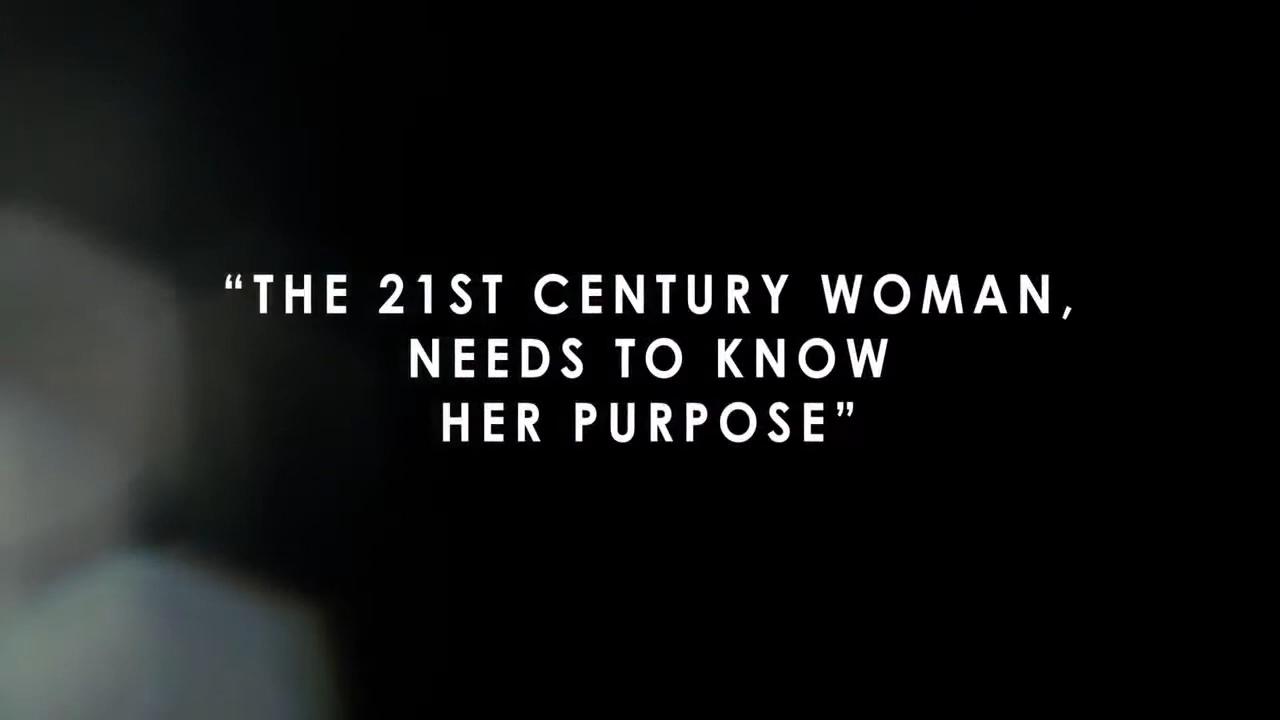 “THE 21ST CENTURY WOMAN,
NEEDS TO KNOW
HER PURPOSE”